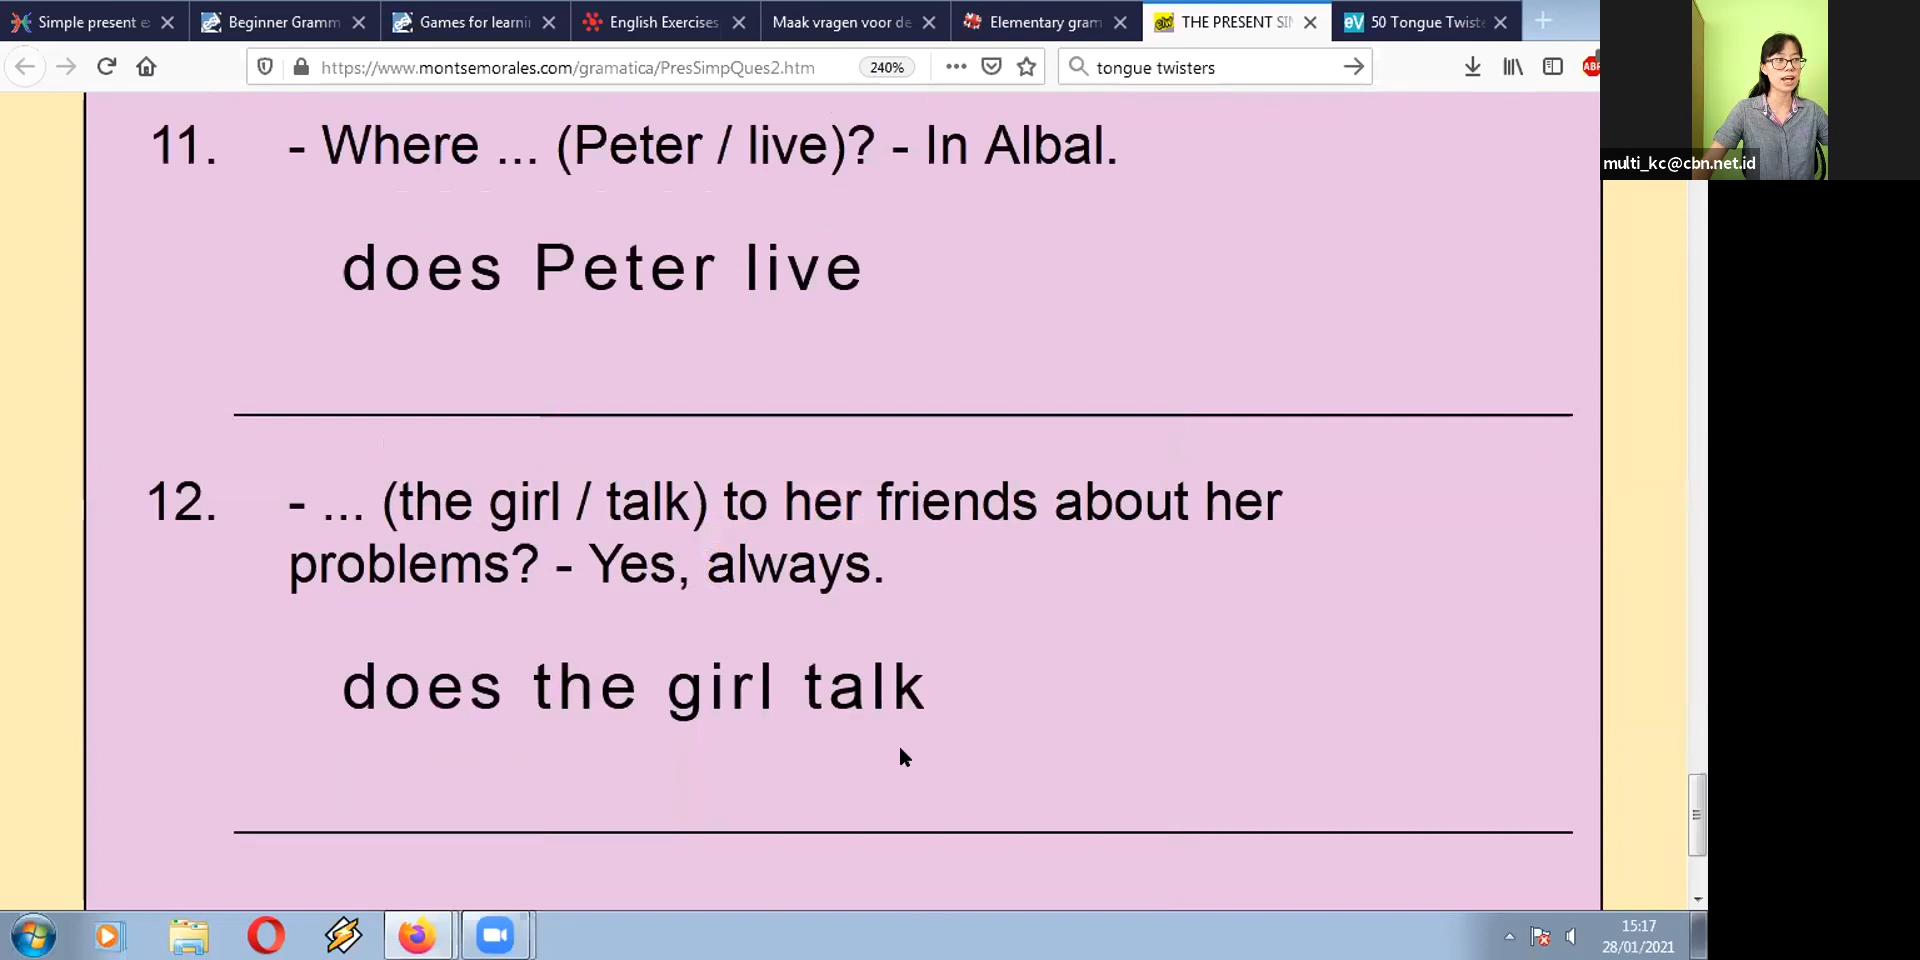 Simple present e
Beginner Gramm
Games for learni
English Exercises
Maak vragen voor de
Elementary gram
THE PRESENT SI
50 Tongue Twist
https://www.montsemorales.com/gramatica/PresSimpQues2.htm
240%
tongue twisters
ABP
multi_kc@cbn.net.id
11. - Where ... (Peter / live)? - In Albal.
does Peter live
12. - ... (the girl / talk) to her friends about her
problems? - Yes, always.
does the girl talk
15:17
28/01/2021